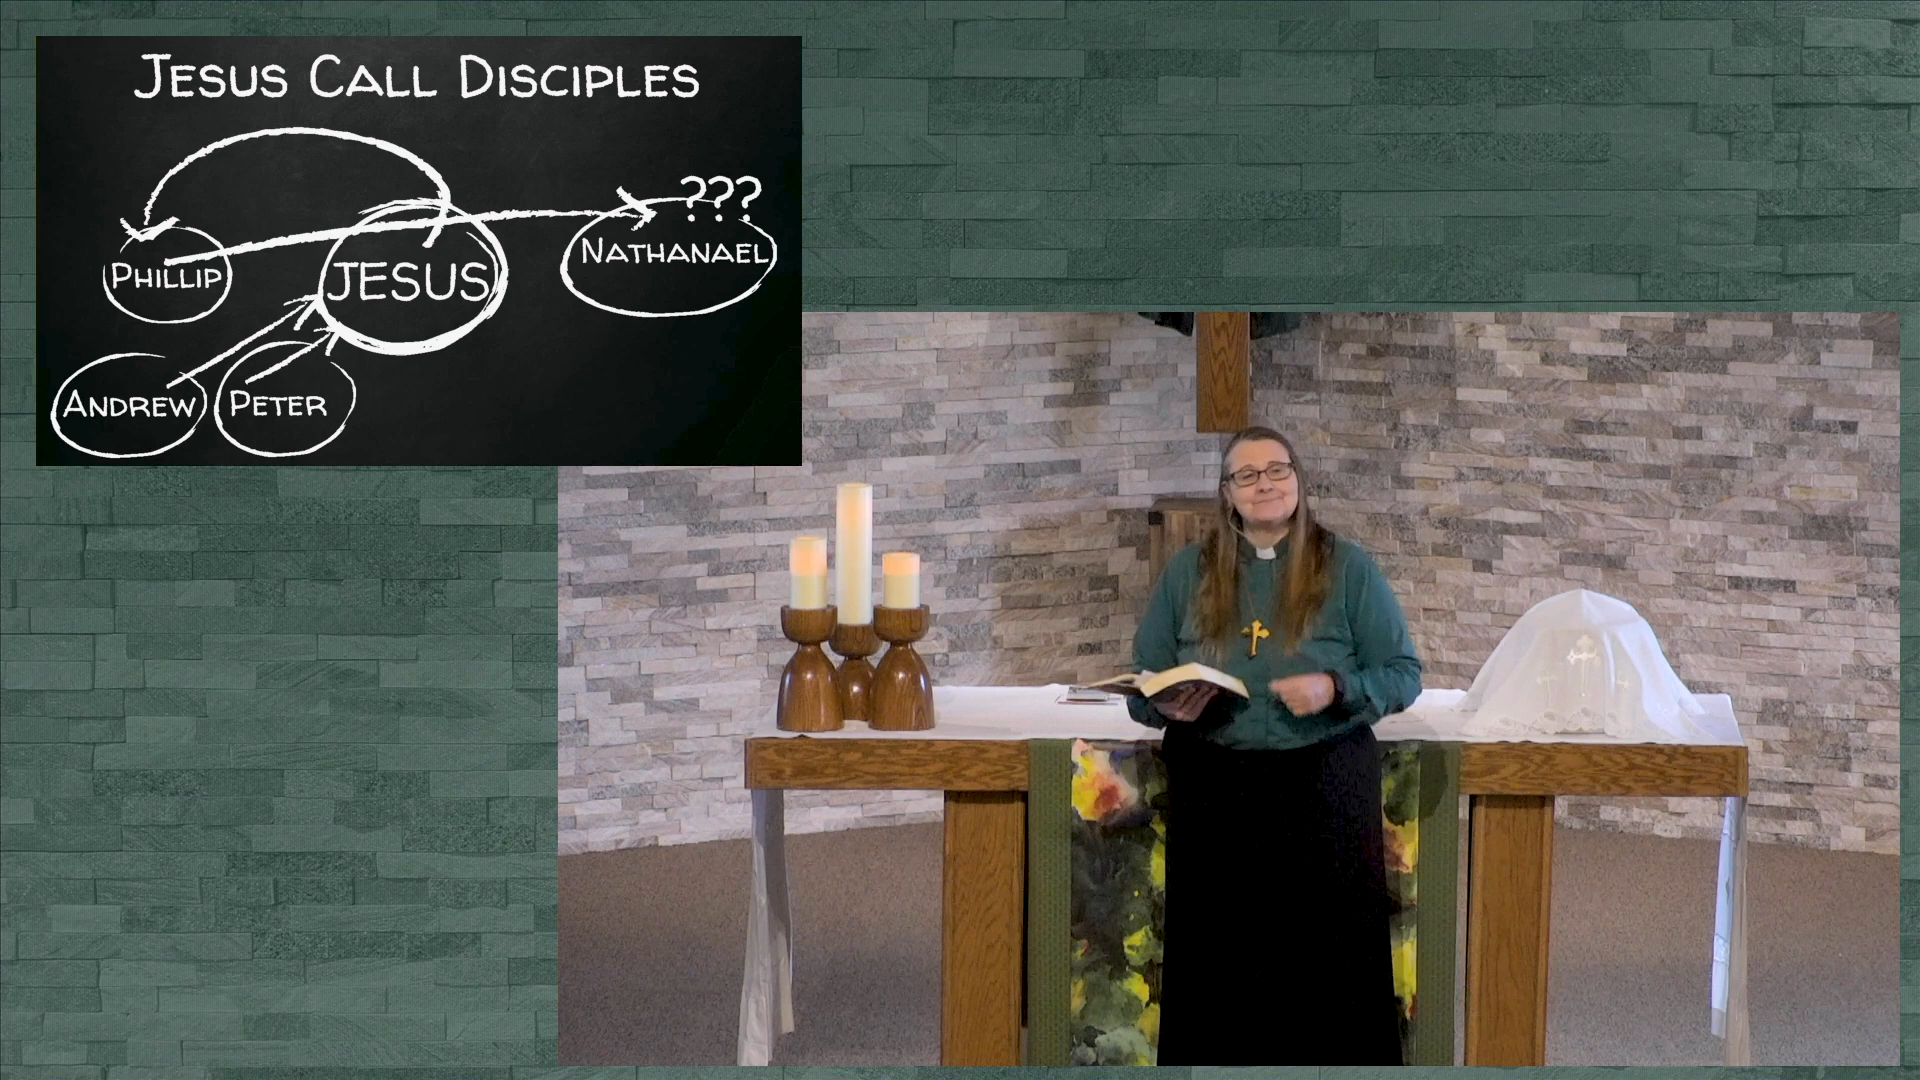 JESUS CALL DISCIPLES
???
PHILLIP
JESUS
NATHANAEL
ANDREW
PETER